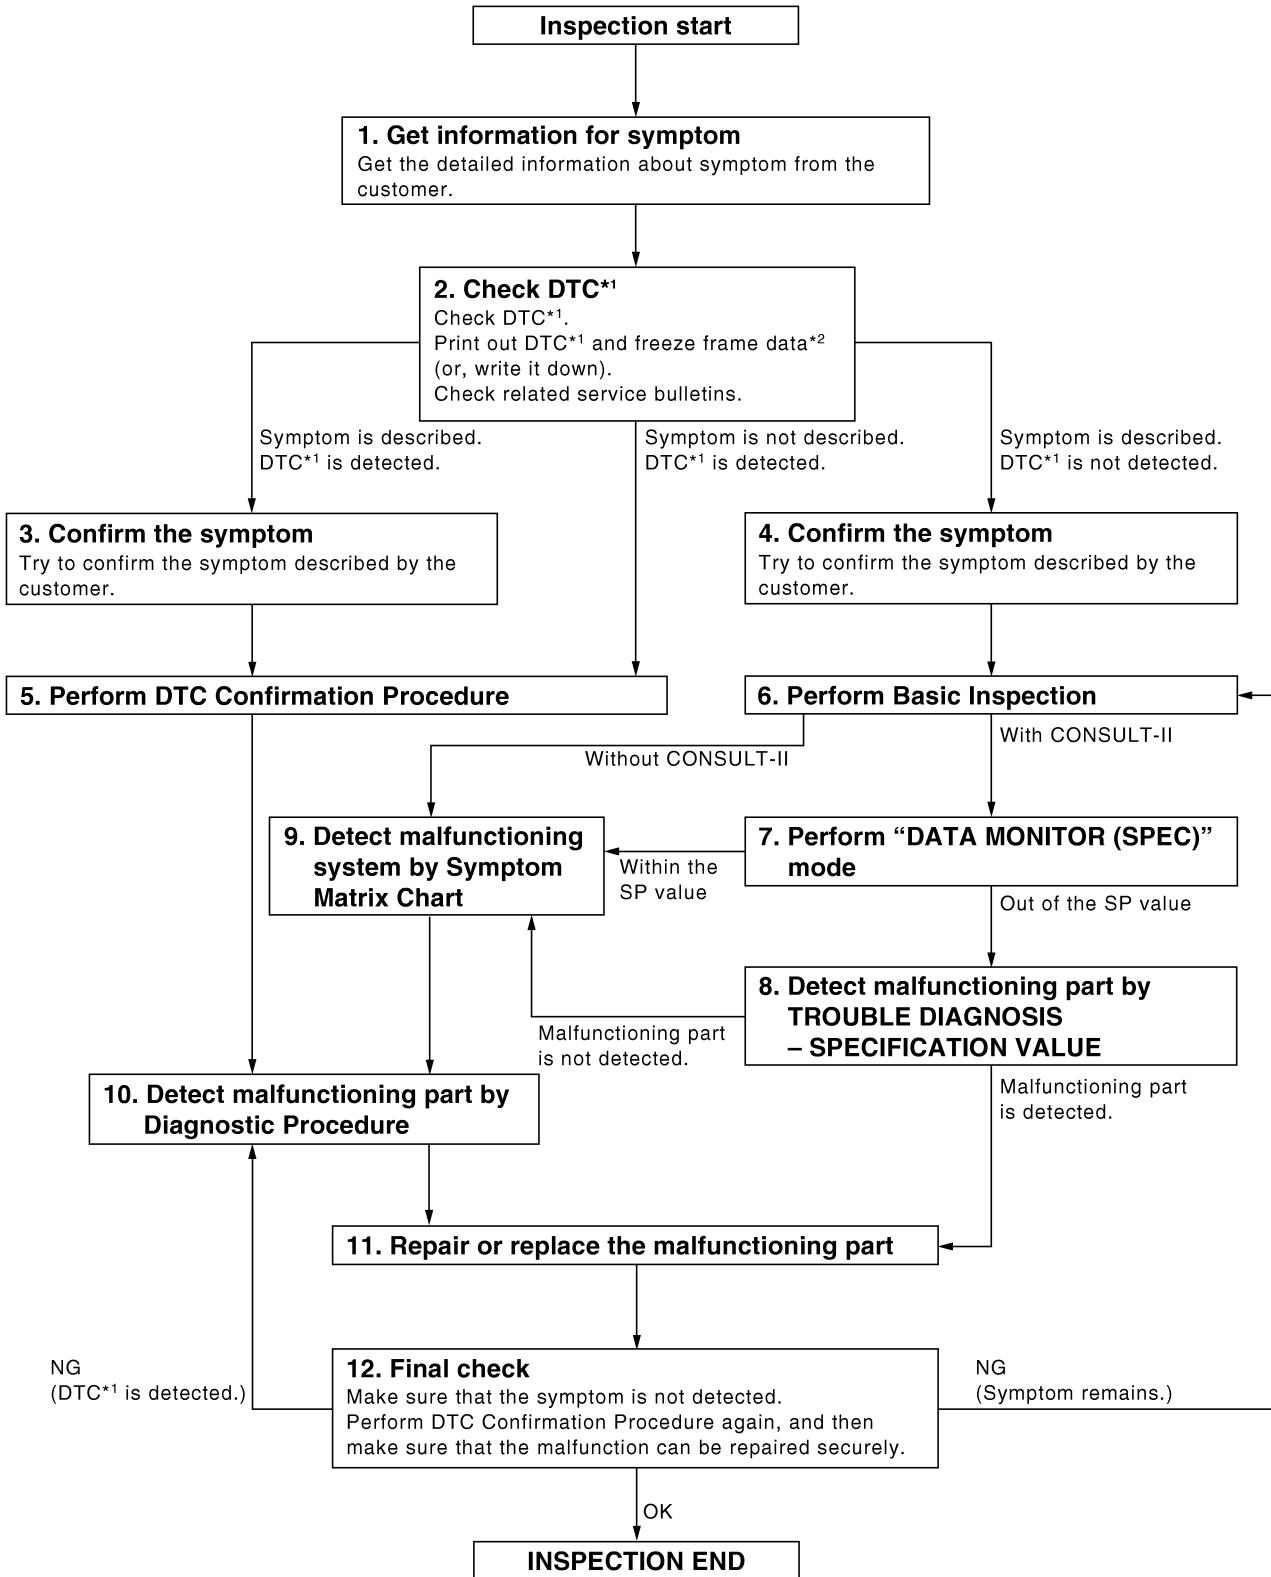 Inspection start
1. Get information for symptom
Get the detailed information about symptom from the
customer.
2. Check DTC*1
Check DTC*1.
Print out DTC*1 and freeze frame data*2
(or, write it down).
Check related service bulletins.
Symptom is described.
DTC*1 is detected.
Symptom is not described.
DTC*1 is detected.
Symptom is described.
DTC*1 is not detected.
3. Confirm the symptom
Try to confirm the symptom described by the
customer.
4. Confirm the symptom
Try to confirm the symptom described by the
customer.
5. Perform DTC Confirmation Procedure
6. Perform Basic Inspection
Without CONSULT-II
With CONSULT-II
9. Detect malfunctioning
system by Symptom
Matrix Chart
Within the
SP value
7. Perform “DATA MONITOR (SPEC)”
mode
Out of the SP value
8. Detect malfunctioning part by
TROUBLE DIAGNOSIS
– SPECIFICATION VALUE
Malfunctioning part
is not detected.
Malfunctioning part
is detected.
10. Detect malfunctioning part by
Diagnostic Procedure
11. Repair or replace the malfunctioning part
NG
(DTC*1 is detected.)
12. Final check
Make sure that the symptom is not detected.
Perform DTC Confirmation Procedure again, and then
make sure that the malfunction can be repaired securely.
NG
(Symptom remains.)
OK
INSPECTION END